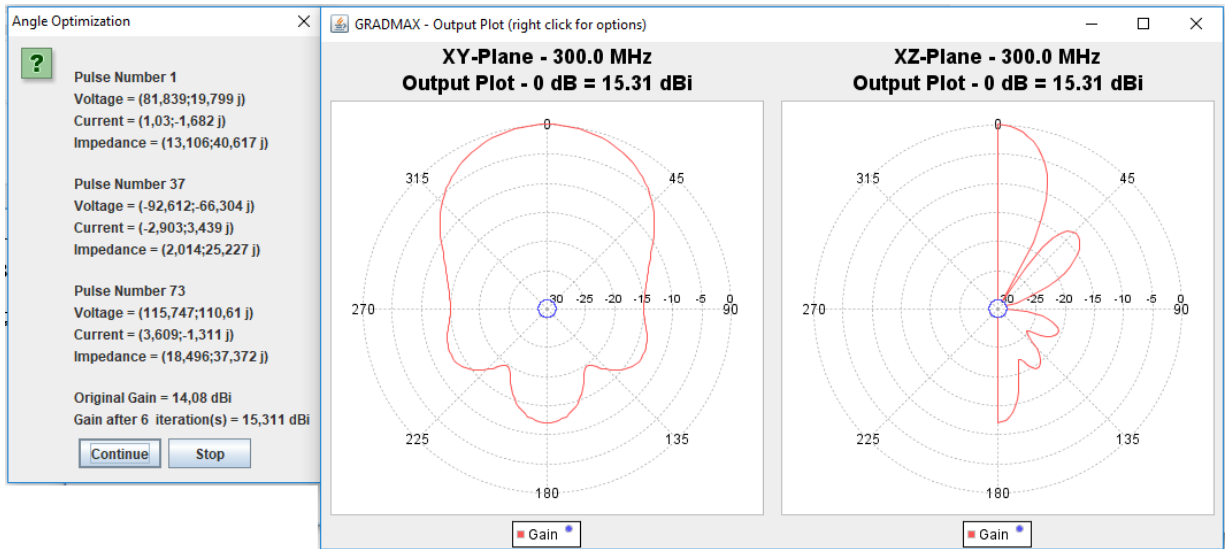 Angle Optimization
?
Pulse Number 1
Voltage = (81,839;19,799 j)
Current = (1,03;-1,682 j)
Impedance = (13,106;40,617 j)
Pulse Number 37
Voltage = (-92,612;-66,304 j)
Current = (-2,903;3,439 j)
Impedance = (2,014;25,227 j)
Pulse Number 73
Voltage = (115,747;110,61 j)
Current = (3,609;-1,311 j)
Impedance = (18,496;37,372 j)
Original Gain = 14,08 dBi
Gain after 6 iteration(s) = 15,311 dBi
Continue Stop
GRADMAX - Output Plot (right click for options)
XY-Plane - 300.0 MHz
Output Plot - 0 dB = 15.31 dBi
0
315 45
-30 -25 -20 -15 -10 -5 0
270 90
225 135
180
Gain
XZ-Plane - 300.0 MHz
Output Plot - 0 dB = 15.31 dBi
0
315 45
-30 -25 -20 -15 -10 -5 0
270 90
225 135
180
Gain